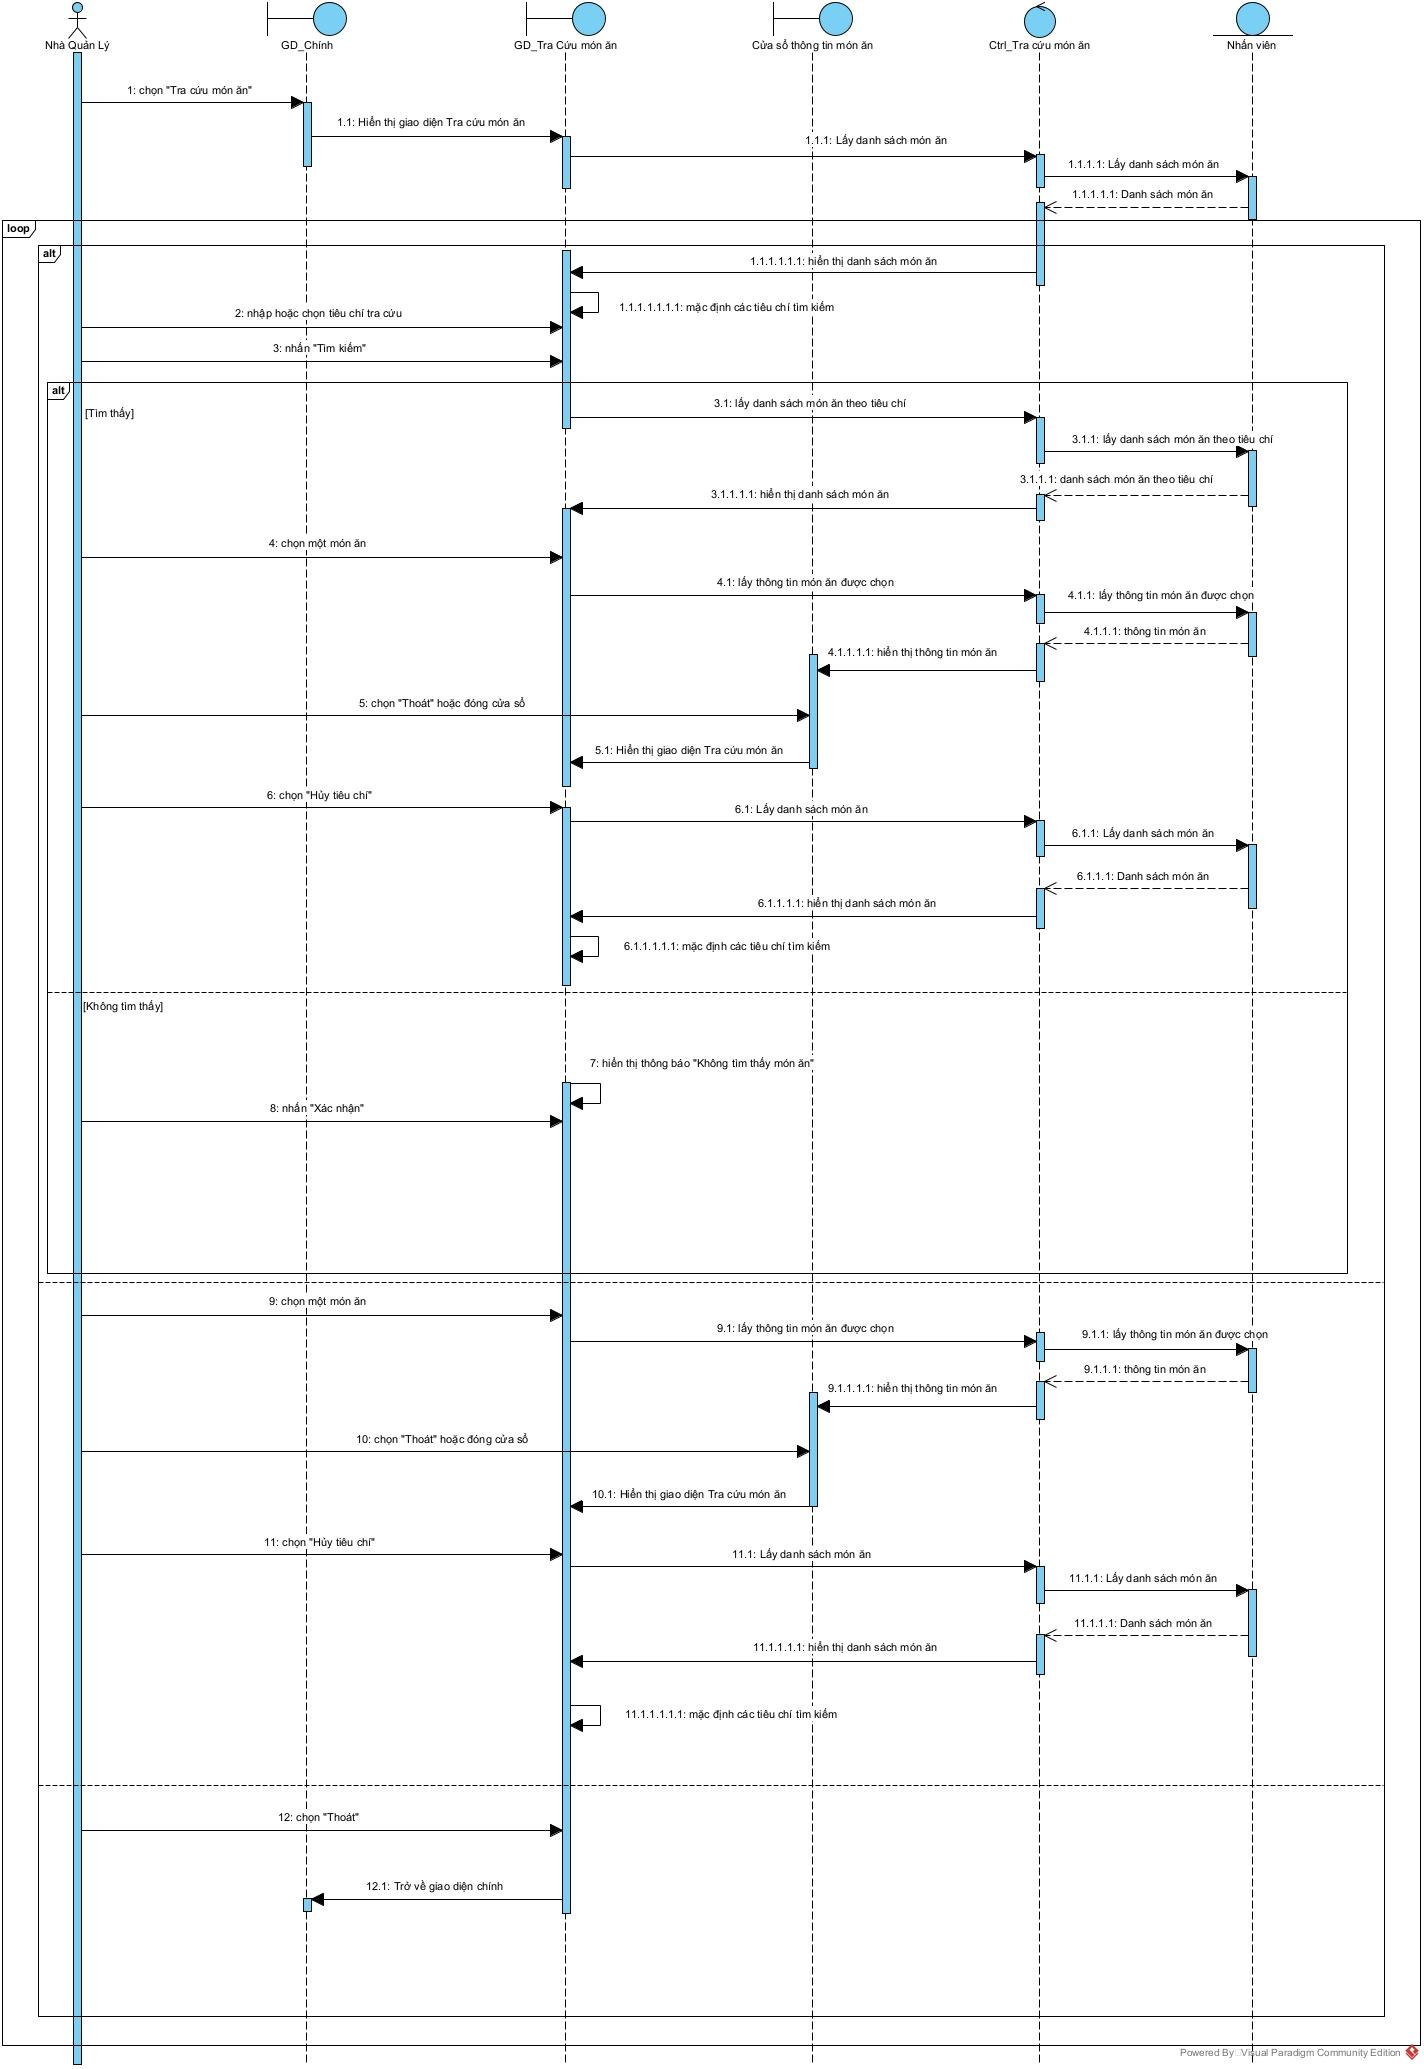 Nhà Quản Lý
GD_Chính
GD_Tra Cứu món ăn
Cửa sổ thông tin món ăn
Ctrl_Tra cứu món ăn
Nhấn viên
1: chọn "Tra cứu món ăn"
1.1: Hiển thị giao diện Tra cứu món ăn
1.1.1: Lấy danh sách món ăn
1.1.1.1: Lấy danh sách món ăn
1.1.1.1.1: Danh sách món ăn
loop
alt
1.1.1.1.1.1: hiển thị danh sách món ăn
1.1.1.1.1.1.1: mặc định các tiêu chí tìm kiếm
2: nhập hoặc chọn tiêu chí tra cứu
3: nhấn "Tìm kiếm"
alt
[Tìm thấy]
3.1: lấy danh sách món ăn theo tiêu chí
3.1.1: lấy danh sách món ăn theo tiêu chí
3.1.1.1: danh sách món ăn theo tiêu chí
3.1.1.1.1: hiển thị danh sách món ăn
4: chọn một món ăn
4.1: lấy thông tin món ăn được chọn
4.1.1: lấy thông tin món ăn được chọn
4.1.1.1: thông tin món ăn
4.1.1.1.1: hiển thị thông tin món ăn
5: chọn "Thoát" hoặc đóng cửa sổ
5.1: Hiển thị giao diện Tra cứu món ăn
6: chọn "Hủy tiêu chí"
6.1: Lấy danh sách món ăn
6.1.1: Lấy danh sách món ăn
6.1.1.1: Danh sách món ăn
6.1.1.1.1: hiển thị danh sách món ăn
6.1.1.1.1.1: mặc định các tiêu chí tìm kiếm
[Không tìm thấy]
7: hiển thị thông báo "Không tìm thấy món ăn"
8: nhấn "Xác nhận"
9: chọn một món ăn
9.1: lấy thông tin món ăn được chọn
9.1.1: lấy thông tin món ăn được chọn
9.1.1.1: thông tin món ăn
9.1.1.1.1: hiển thị thông tin món ăn
10: chọn "Thoát" hoặc đóng cửa sổ
10.1: Hiển thị giao diện Tra cứu món ăn
11: chọn "Hủy tiêu chí"
11.1: Lấy danh sách món ăn
11.1.1: Lấy danh sách món ăn
11.1.1.1: Danh sách món ăn
11.1.1.1.1: hiển thị danh sách món ăn
11.1.1.1.1.1: mặc định các tiêu chí tìm kiếm
12: chọn "Thoát"
12.1: Trở về giao diện chính
Powered By Visual Paradigm Community Edition